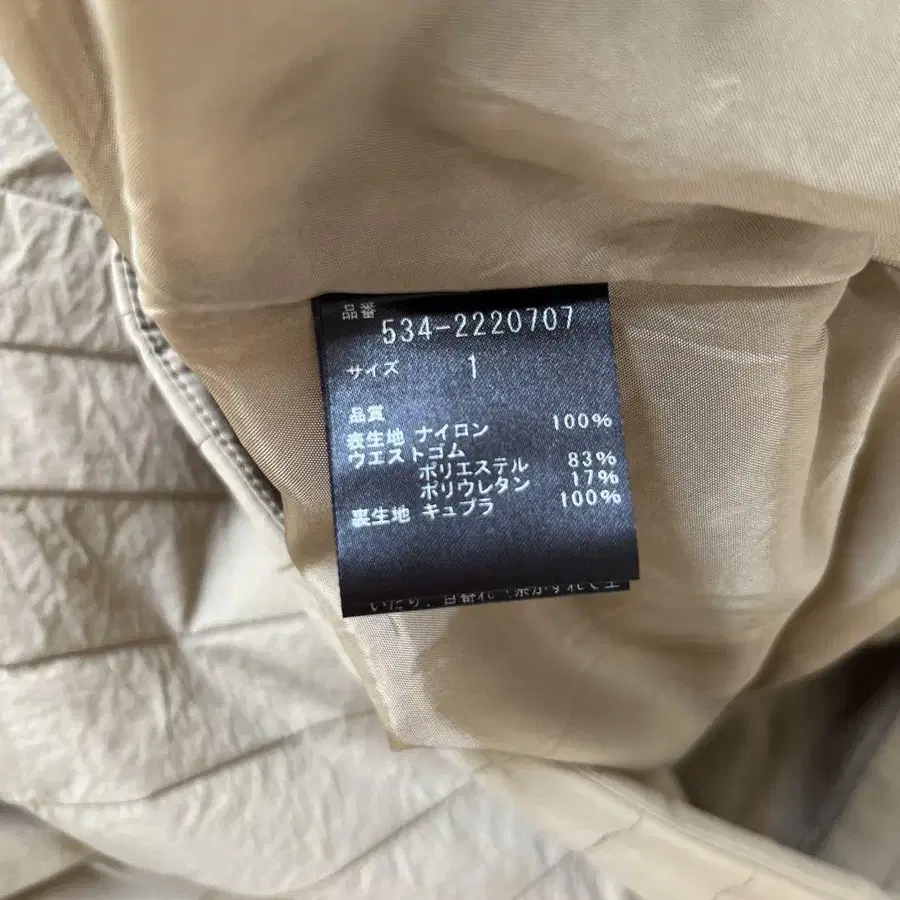 品番
534-2220707
サイズ 1
品質
表生地 ナイロン 100%
ウエストゴム
ポリエステル 83%
ポリウレタン 17%
裏生地 キュプラ 100%